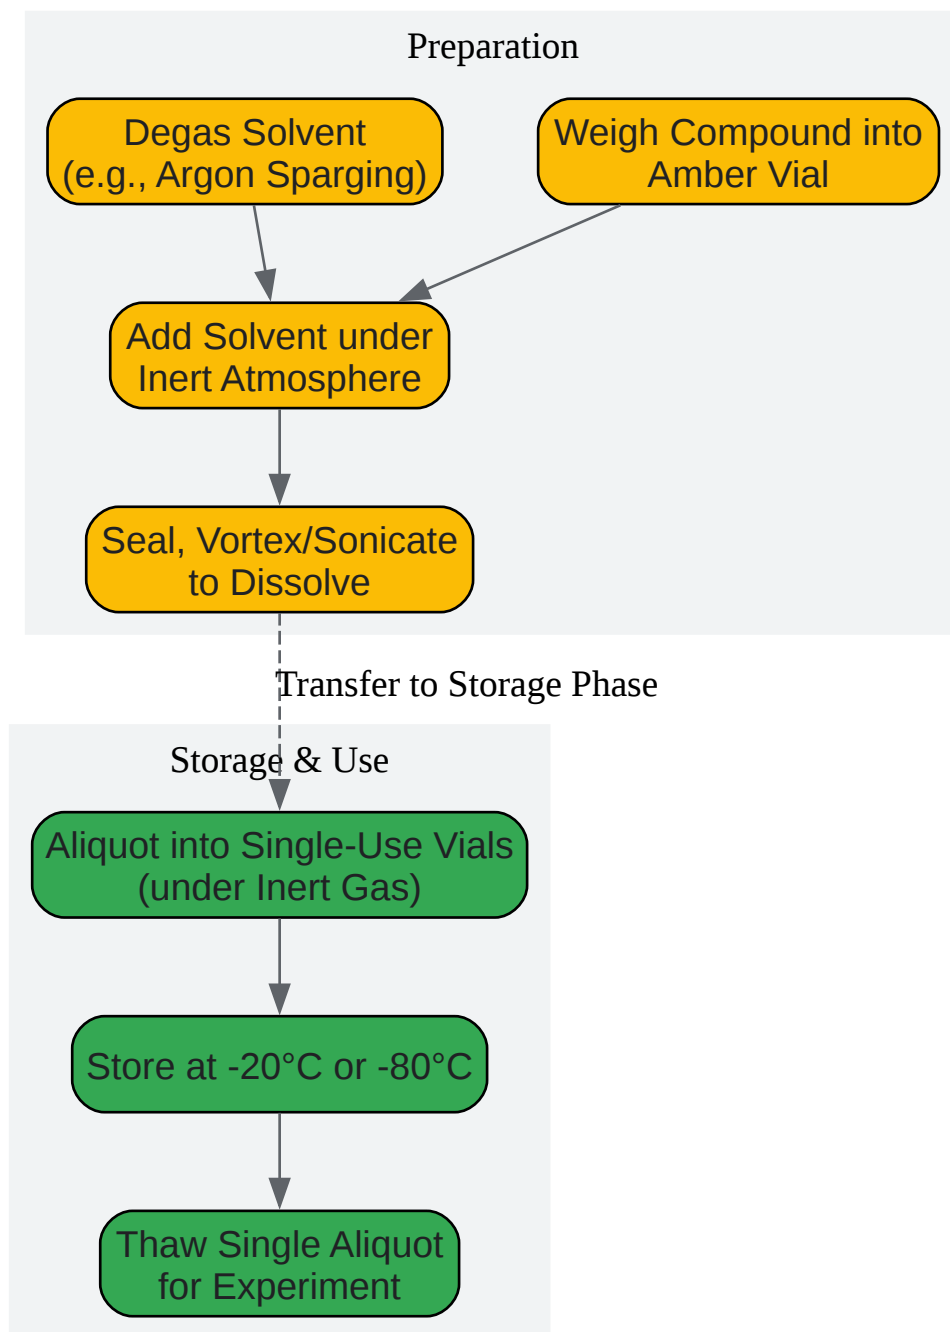 Preparation
Degas Solvent
(e.g., Argon Sparging)
Weigh Compound into
Amber Vial
Add Solvent under
Inert Atmosphere
Seal, Vortex/Sonicate
to Dissolve
Transfer to Storage Phase
Storage & Use
Aliquot into Single-Use Vials
(under Inert Gas)
Store at -20°C or -80°C
Thaw Single Aliquot
for Experiment